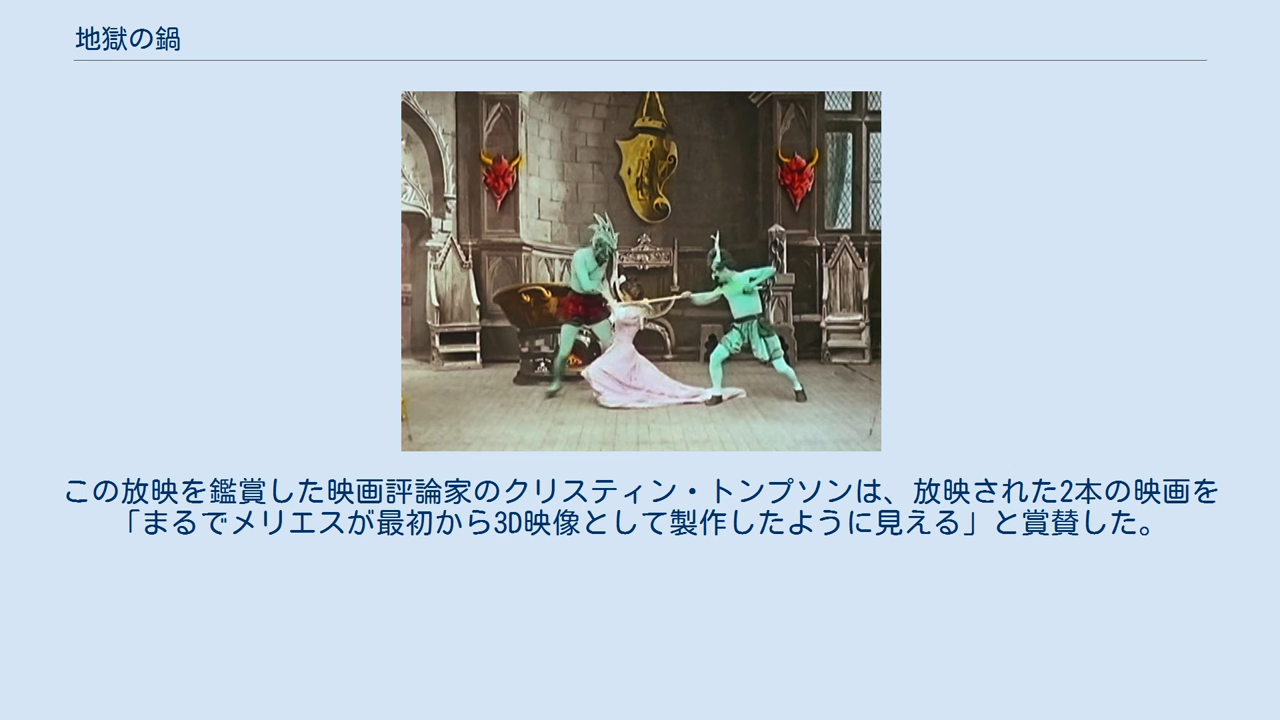 地獄の鍋
この放映を鑑賞した映画評論家のクリスティン・トンプソンは、放映された2本の映画を
「まるでメリエスが最初から3D映像として製作したように見える」と賞賛した。